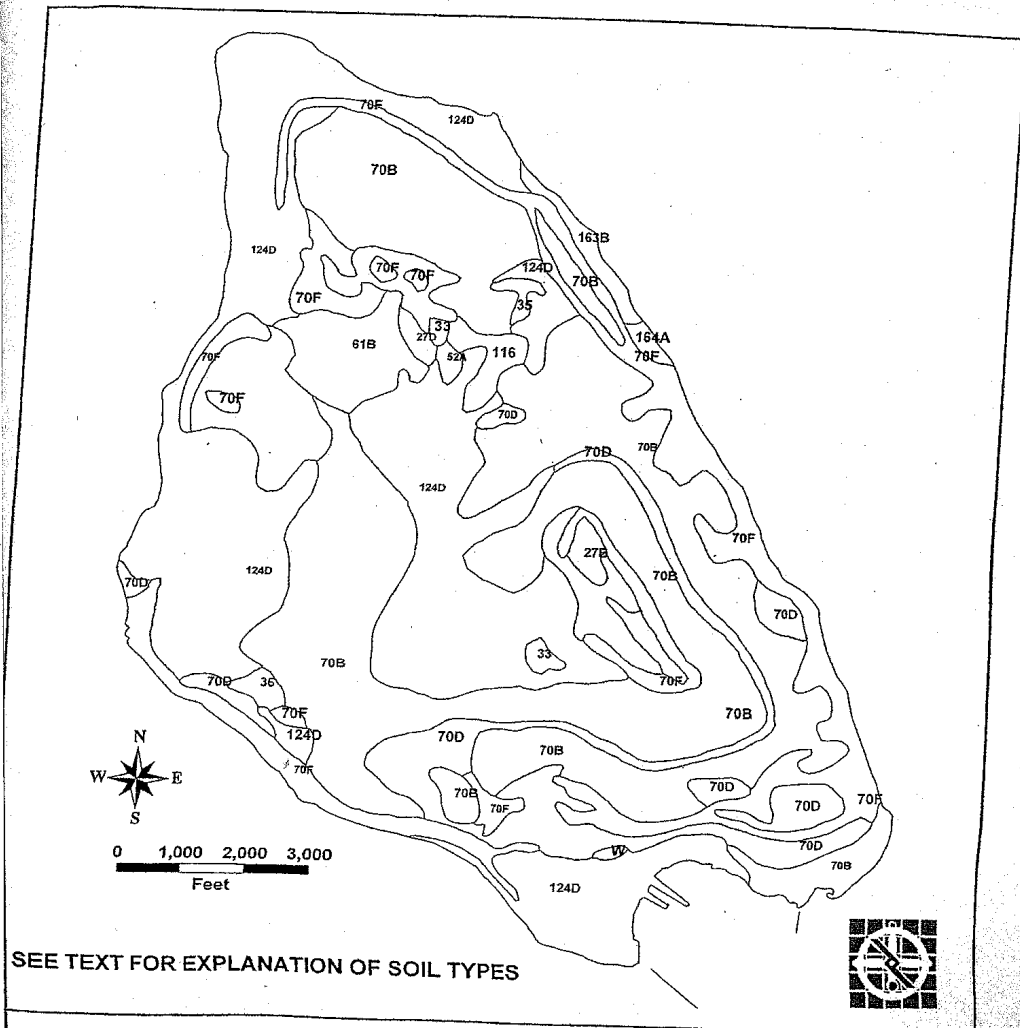 70F
124D
70B
163B
124D
124D
70F
70F
70B
70F
35
33
164A
27D
61B
116
52A
70F
70F
70F
70D
70B
70D
124D
70F
27B
124D
70B
70D
70D
33
70B
70D
36
70F
70F
70B
124D
70D
70B
70F
N
W
E
S
70B
70D
70F
70D
70F
0 1,000 2,000 3,000
Feet
70D
W
70B
124D
SEE TEXT FOR EXPLANATION OF SOIL TYPES